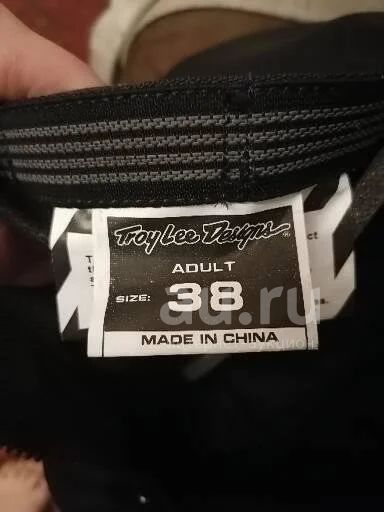 Troy Lee Designs®
ADULT
SIZE: 38
MADE IN CHINA
au.ru